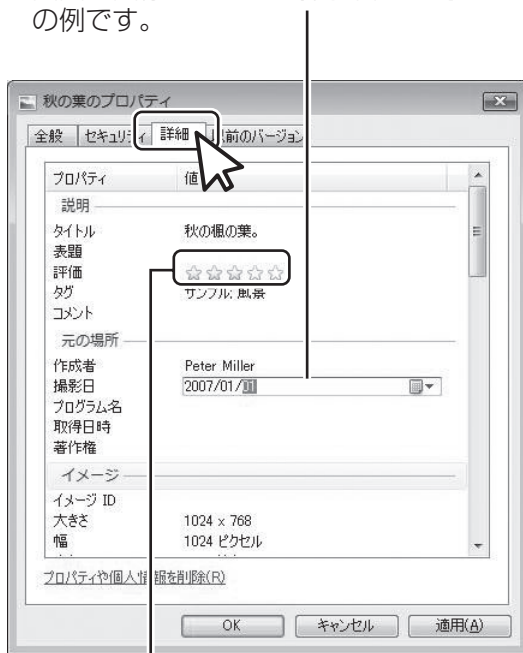 の例です。
秋の葉のプロパティ
全般 セキュリティ 詳細 以前のバージョン
プロパティ 値
説明
タイトル 秋の楓の葉。
表題
評価
タグ サンプル; 風景
コメント
元の場所
作成者 Peter Miller
撮影日 2007/01/01
プログラム名
取得日時
著作権
イメージ
イメージ ID
大きさ 1024 x 768
幅 1024 ピクセル
プロパティや個人情報を削除(R)
OK キャンセル 適用(A)